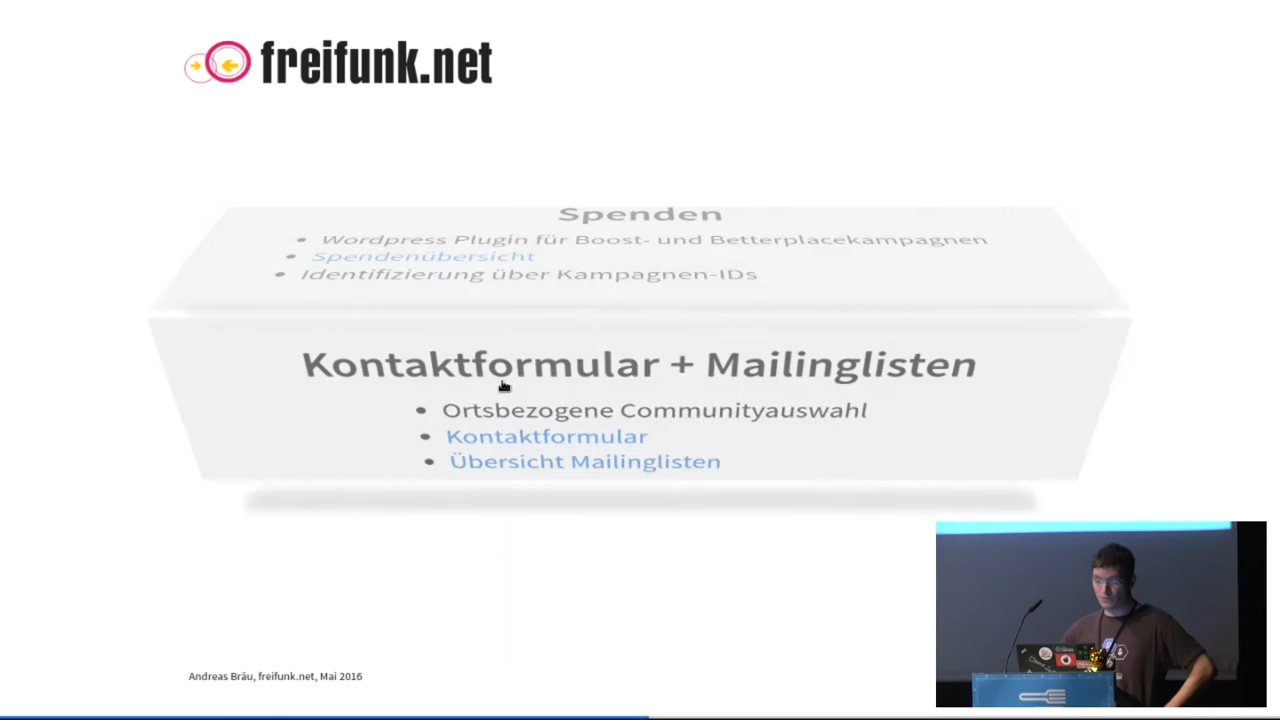 freifunk.net
Spenden
• Wordpress Plugin für Boost- und Betterplacekampagnen
• Spendenübersicht
• Identifizierung über Kampagnen-IDs
Kontaktformular + Mailinglisten
• Ortsbezogene Communityauswahl
• Kontaktformular
• Übersicht Mailinglisten
Andreas Bräu, freifunk.net, Mai 2016